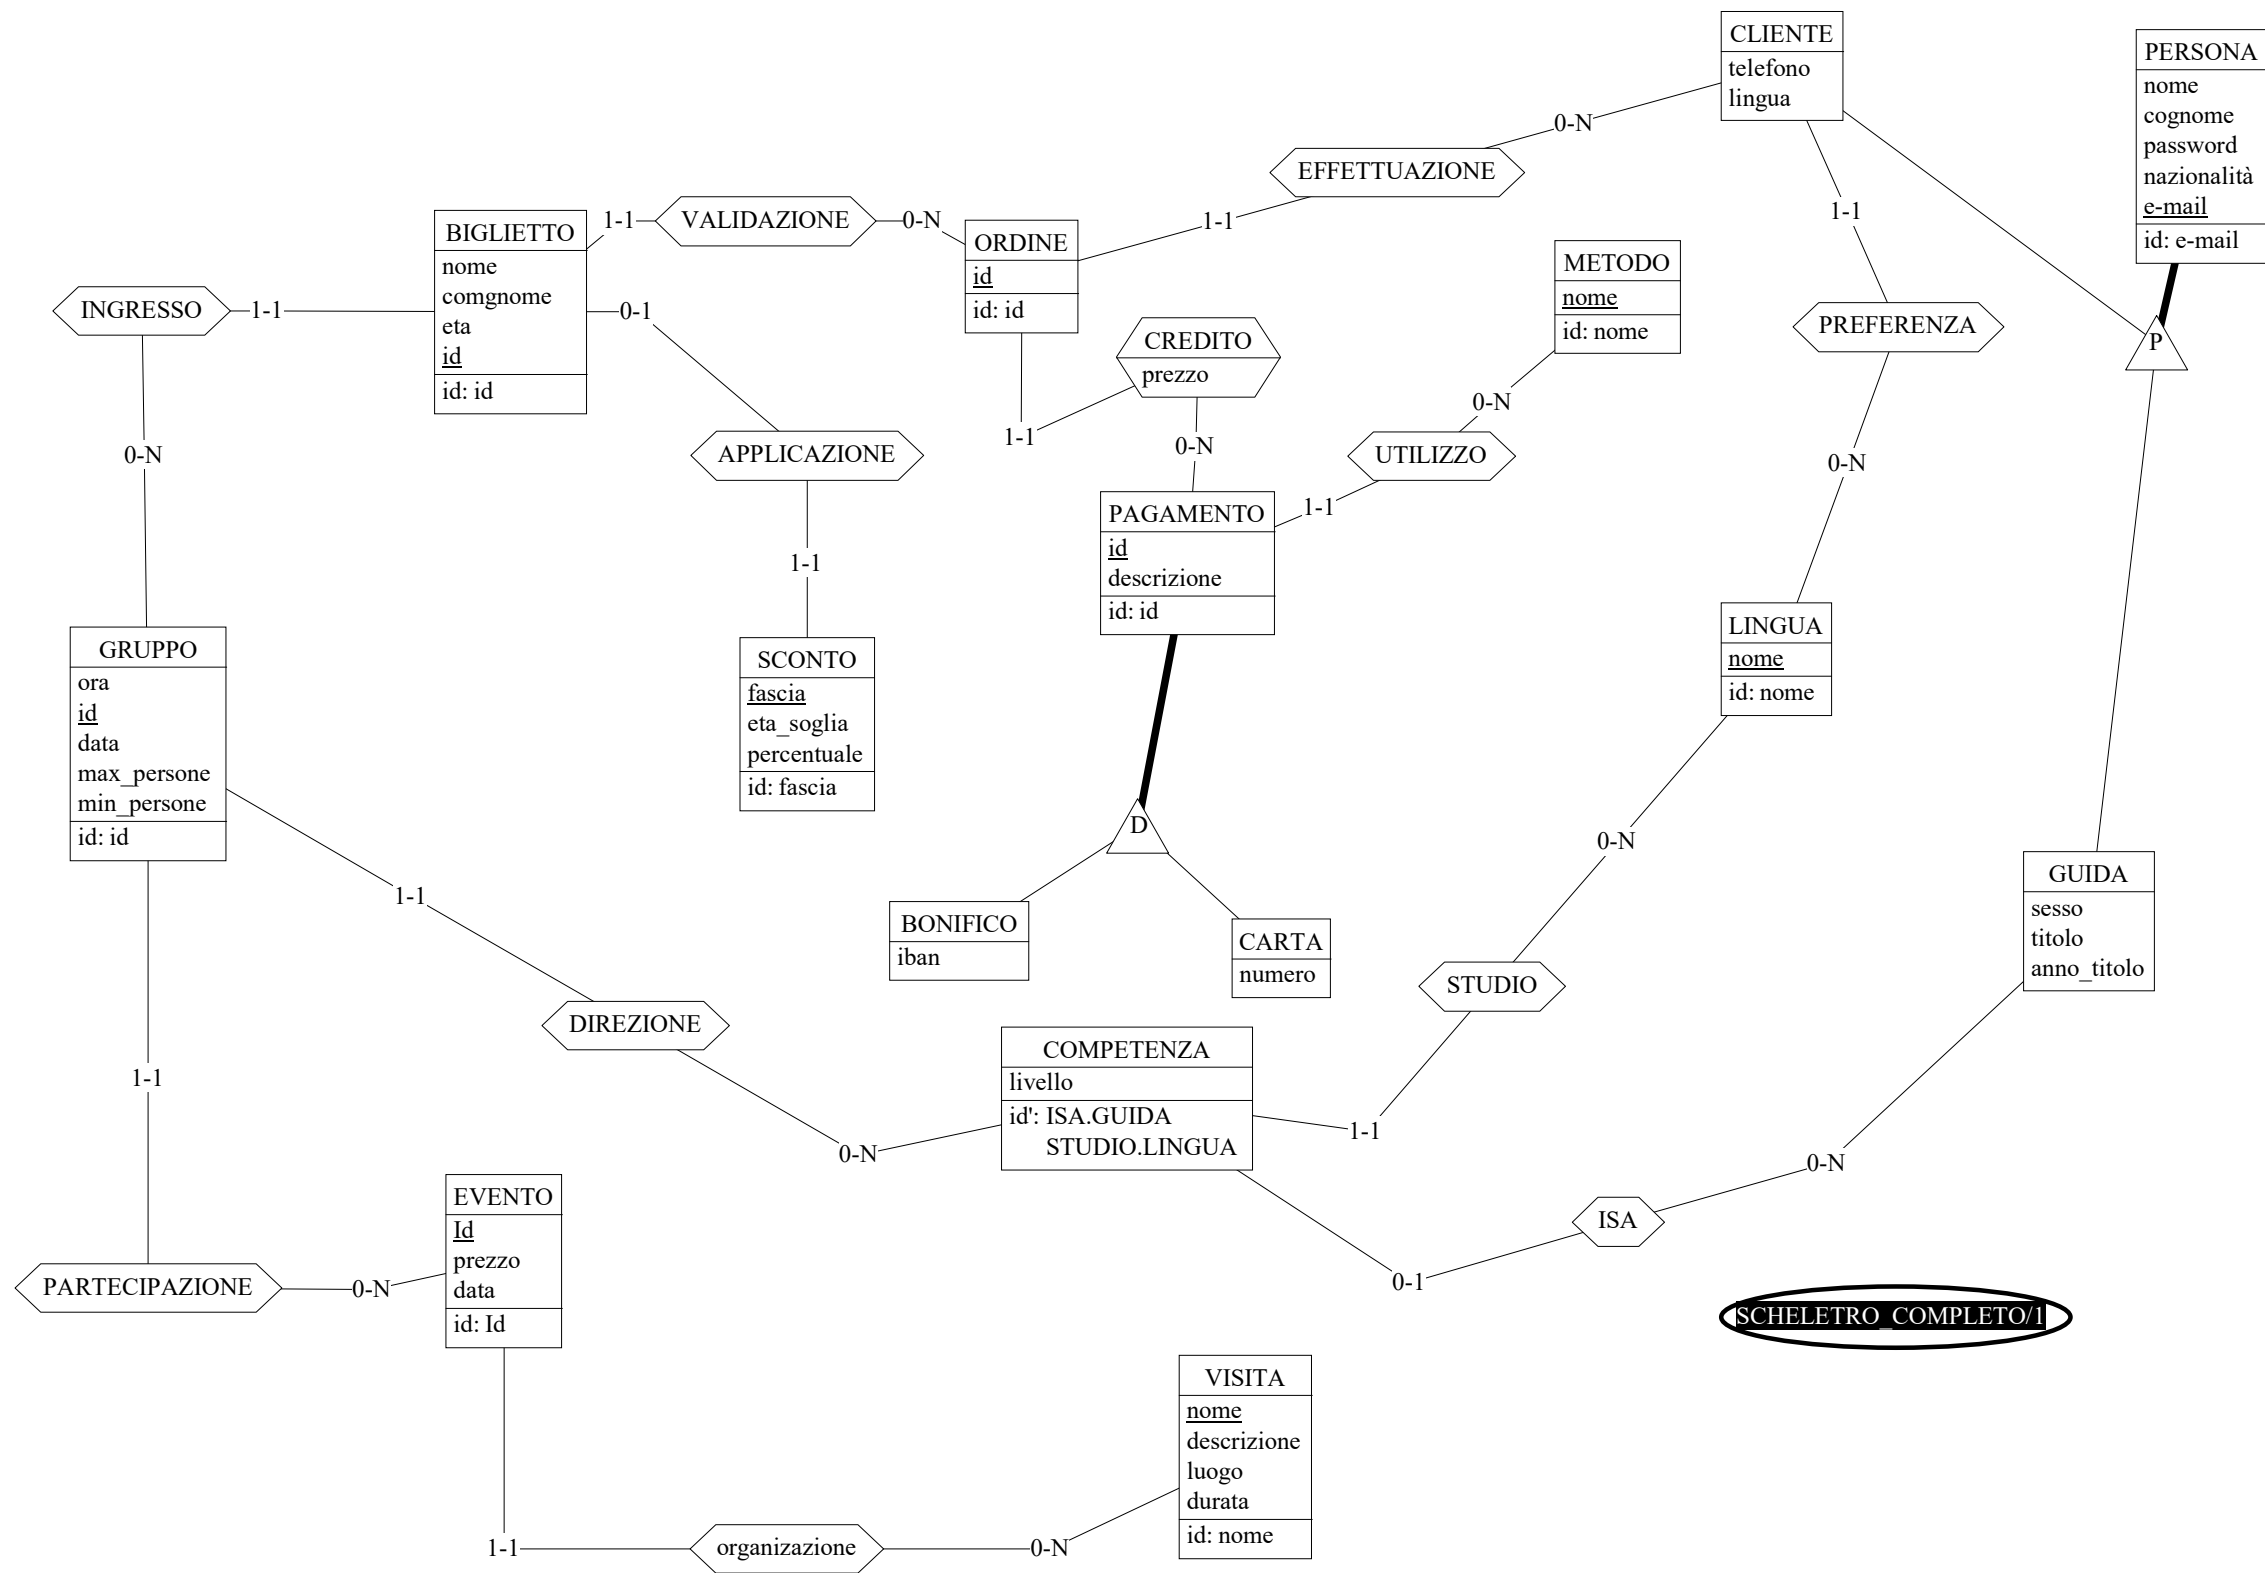 CLIENTE
telefono
lingua
PERSONA
nome
cognome
password
nazionalità
e-mail
id: e-mail
0-N
EFFETTUAZIONE
1-1
BIGLIETTO
nome
comgnome
eta
id
id: id
1-1
VALIDAZIONE
0-N
ORDINE
id
id: id
1-1
METODO
nome
id: nome
INGRESSO
1-1
0-1
CREDITO
prezzo
PREFERENZA
P
0-N
1-1
0-N
0-N
APPLICAZIONE
UTILIZZO
0-N
1-1
PAGAMENTO
id
descrizione
id: id
1-1
GRUPPO
ora
id
data
max_persone
min_persone
id: id
SCONTO
fascia
eta_soglia
percentuale
id: fascia
LINGUA
nome
id: nome
D
0-N
1-1
BONIFICO
iban
CARTA
numero
GUIDA
sesso
titolo
anno_titolo
STUDIO
DIREZIONE
COMPETENZA
livello
id': ISA.GUIDA
STUDIO.LINGUA
1-1
1-1
0-N
0-N
EVENTO
Id
prezzo
data
id: Id
ISA
PARTECIPAZIONE
0-N
0-1
SCHELETRO_COMPLETO/1
VISITA
nome
descrizione
luogo
durata
id: nome
1-1
organizazione
0-N